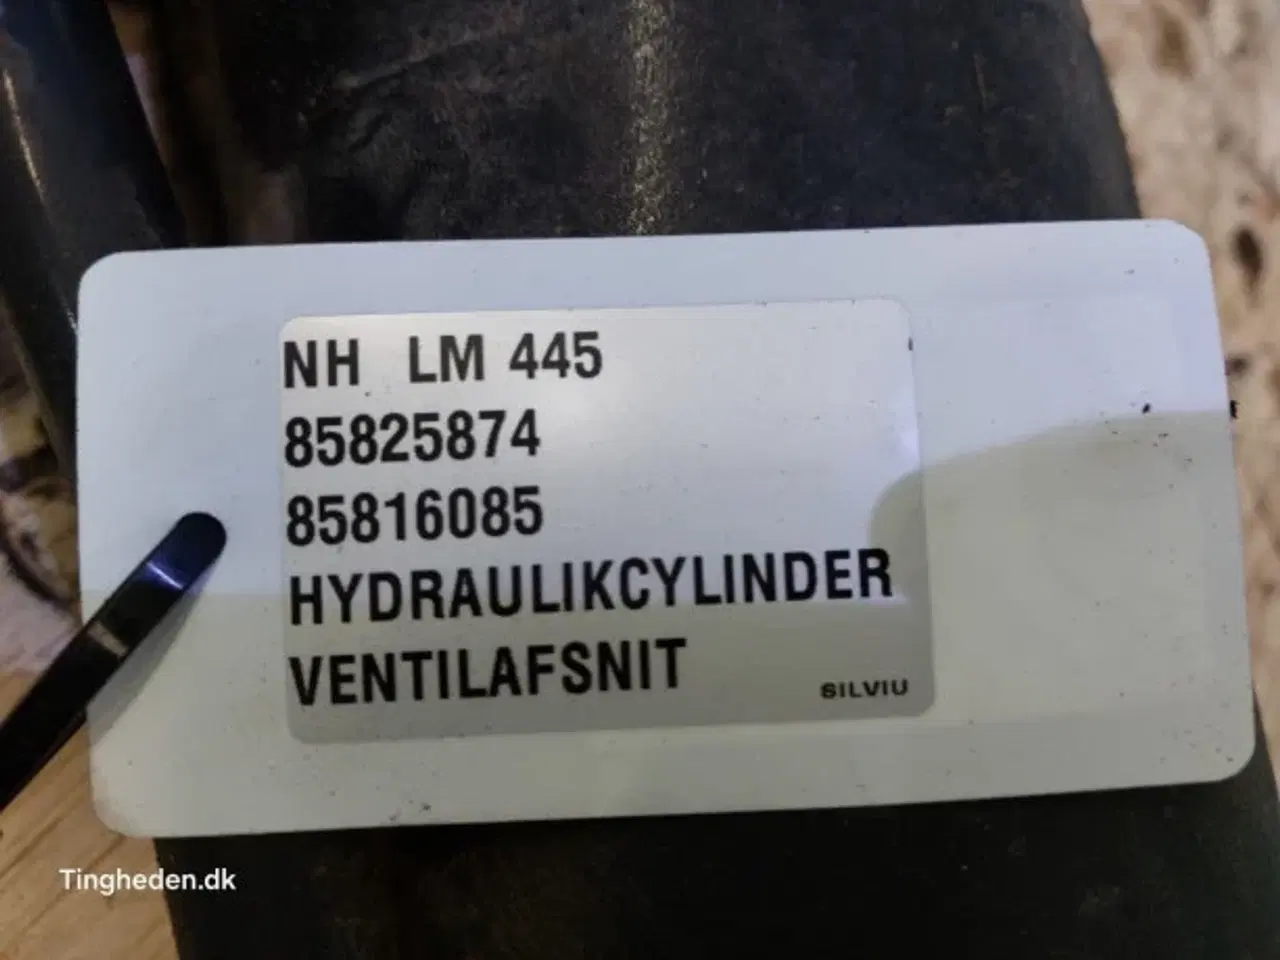 NH LM 445
85825874
85816085
HYDRAULIKCYLINDER
VENTILAFSNIT
SILVIU
Tingheden.dk